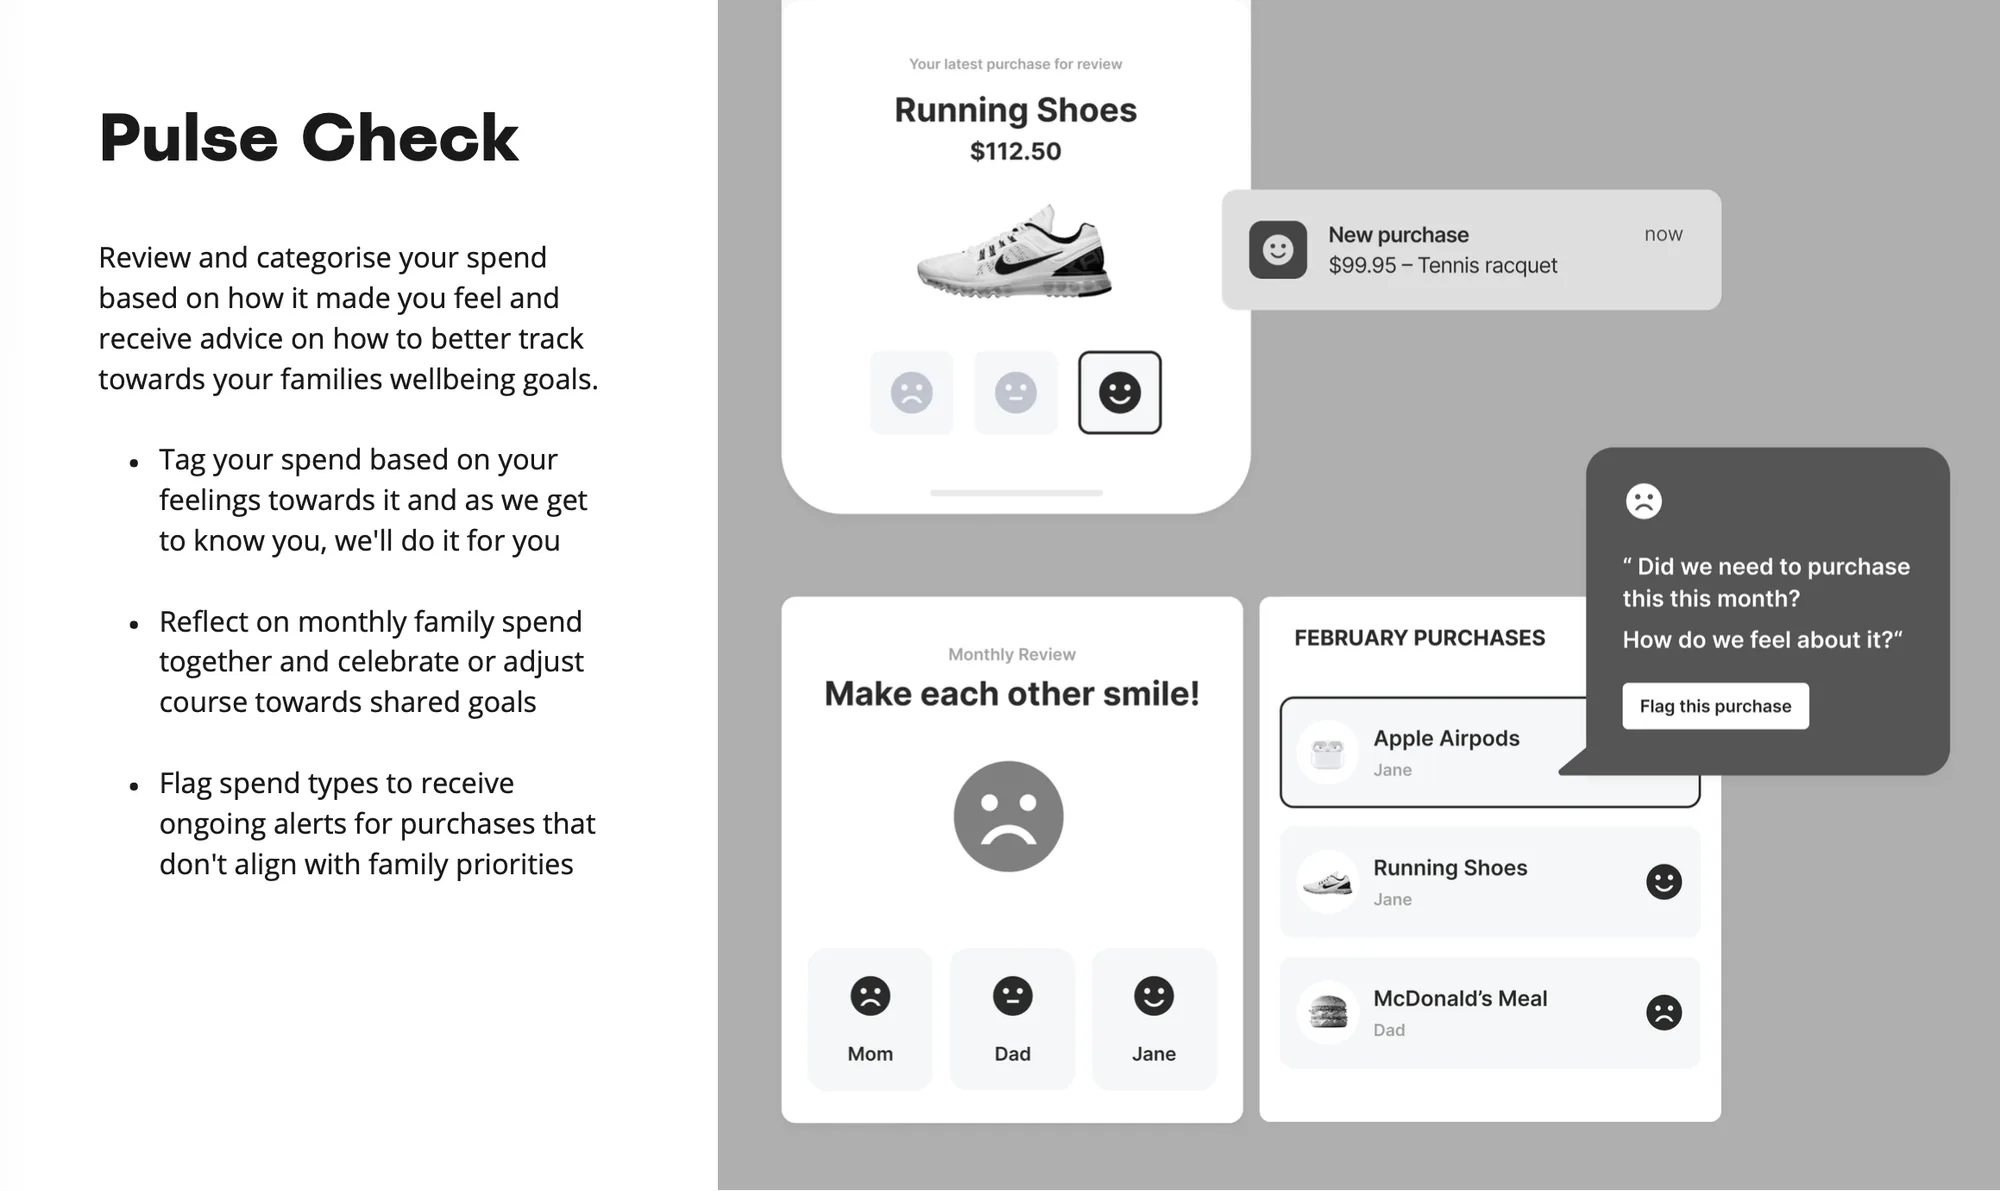 Pulse Check
Review and categorise your spend
based on how it made you feel and
receive advice on how to better track
towards your families wellbeing goals.
• Tag your spend based on your
feelings towards it and as we get
to know you, we'll do it for you
• Reflect on monthly family spend
together and celebrate or adjust
course towards shared goals
• Flag spend types to receive
ongoing alerts for purchases that
don't align with family priorities
Your latest purchase for review
Running Shoes
$112.50
New purchase
now
$99.95 – Tennis racquet
Monthly Review
Make each other smile!
Mom
Dad
Jane
FEBRUARY PURCHASES
Apple Airpods
Jane
Running Shoes
Jane
McDonald’s Meal
Dad
“ Did we need to purchase
this this month?
How do we feel about it?“
Flag this purchase